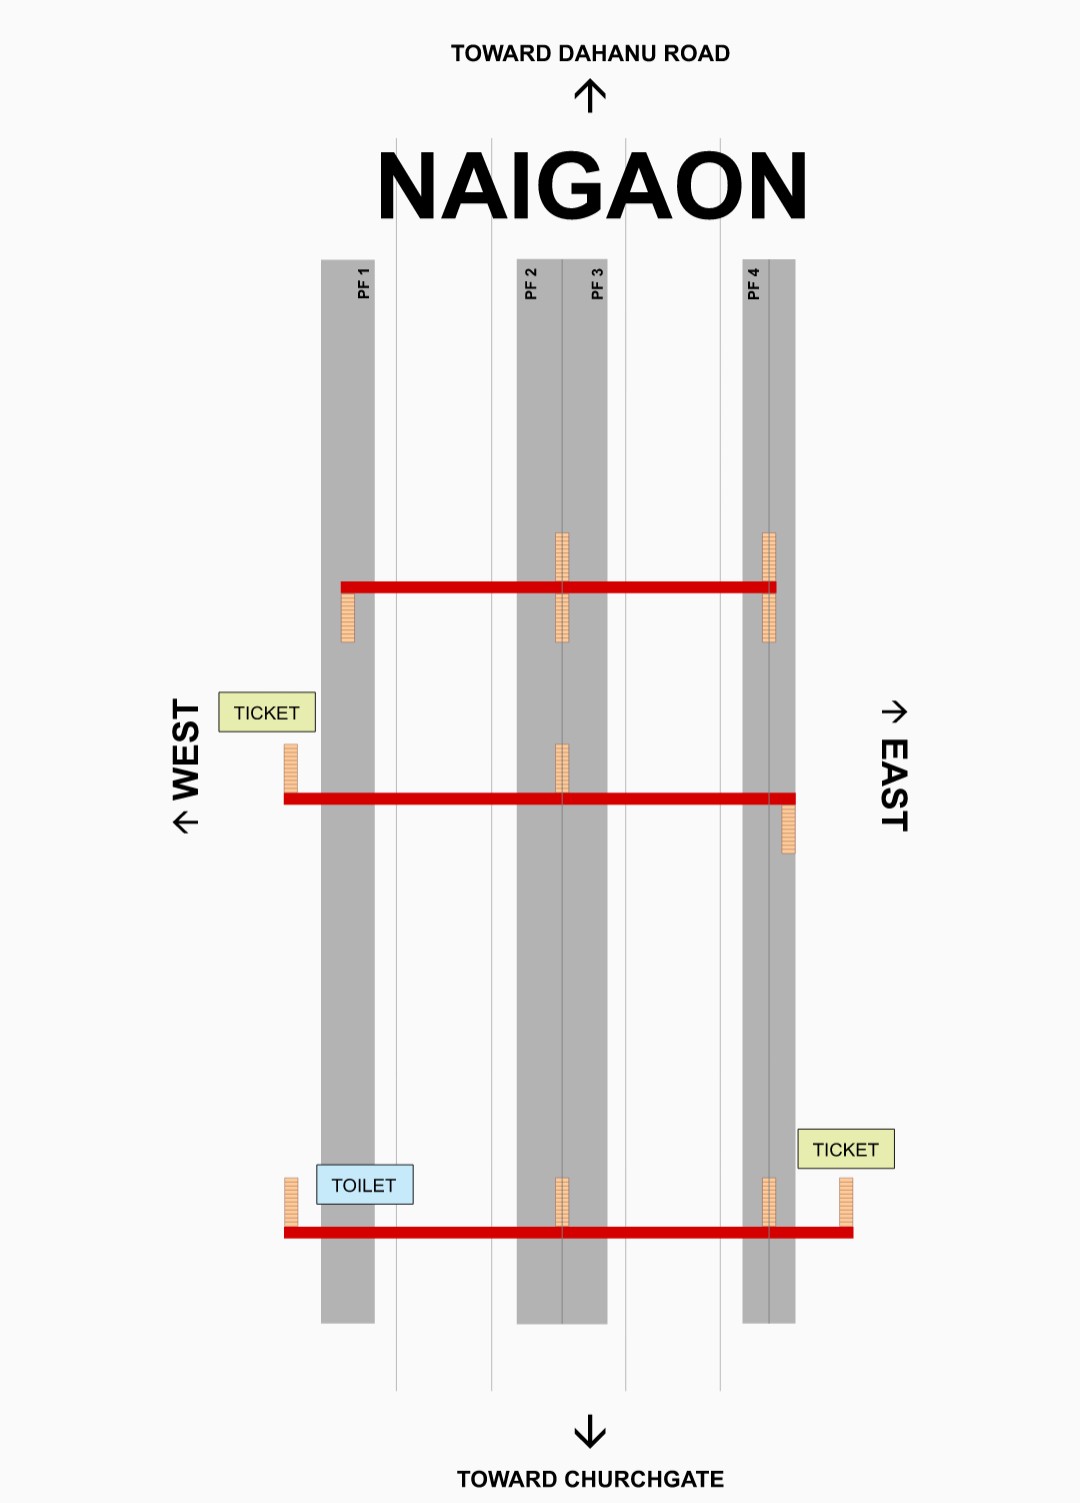 TOWARD DAHANU ROAD
↑
NAIGAON
PF 1
PF 2
PF 3
PF 4
TICKET
← WEST
← EAST
TICKET
TOILET
↓
TOWARD CHURCHGATE